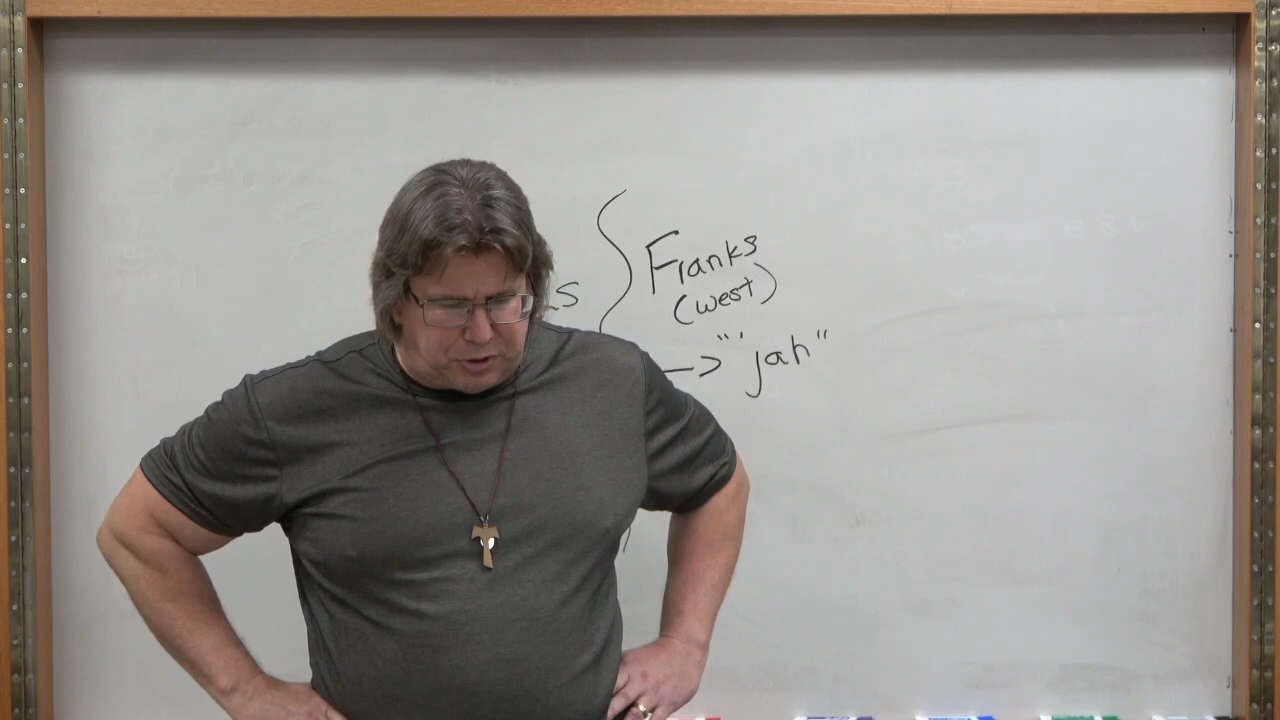 s
Franks
(west)
→ "jah"